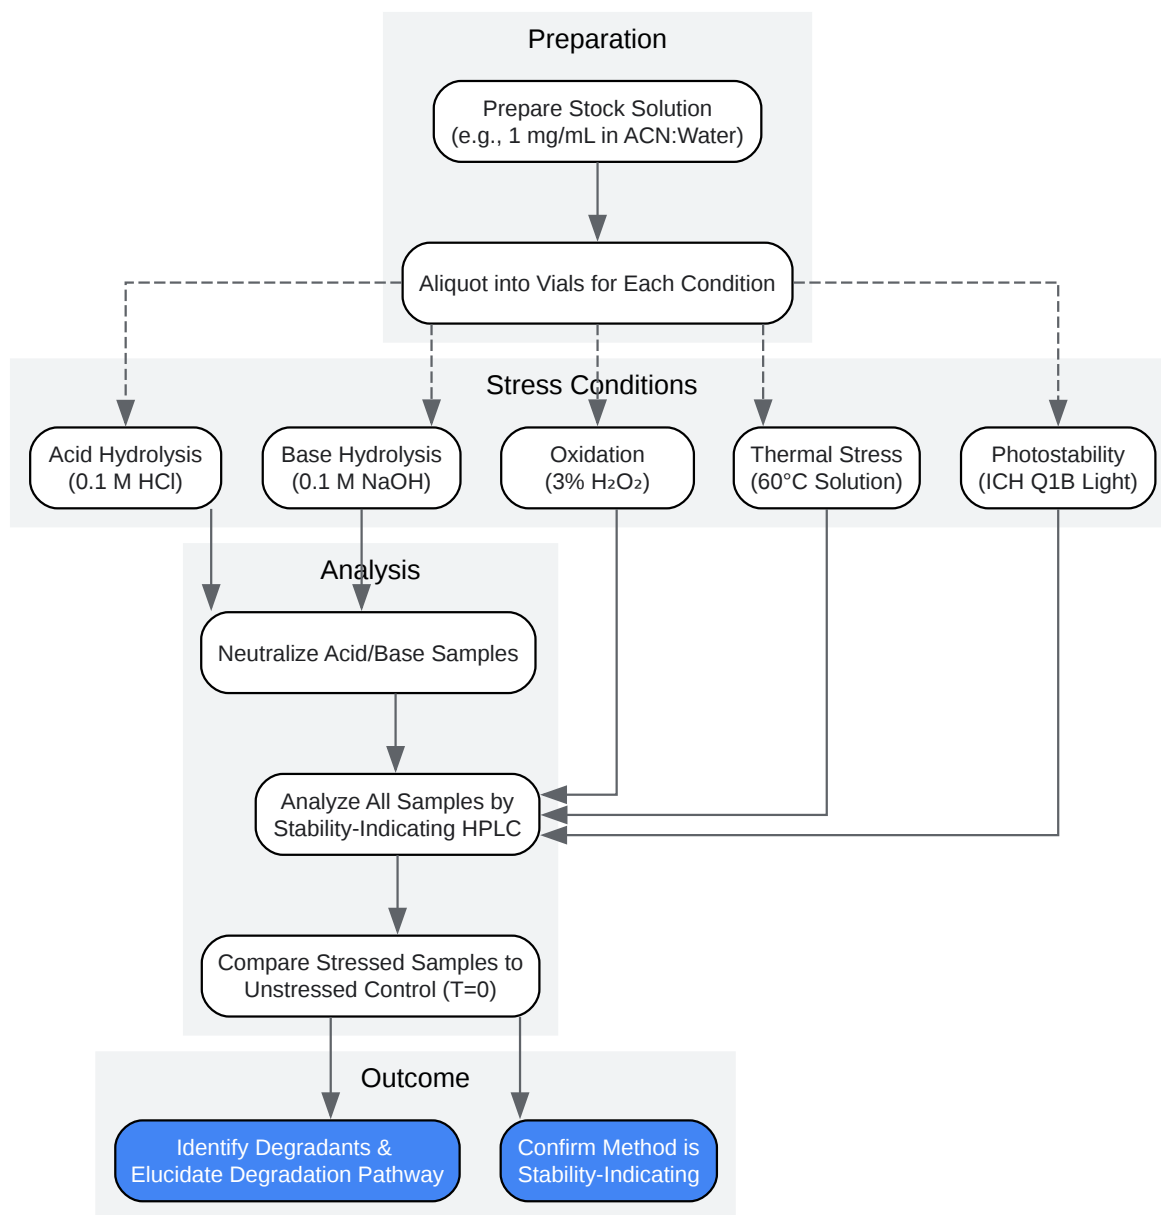 Preparation
Prepare Stock Solution
(e.g., 1 mg/mL in ACN:Water)
Aliquot into Vials for Each Condition
Stress Conditions
Acid Hydrolysis
(0.1 M HCl)
Base Hydrolysis
(0.1 M NaOH)
Oxidation
(3% H₂O₂)
Thermal Stress
(60°C Solution)
Photostability
(ICH Q1B Light)
Analysis
Neutralize Acid/Base Samples
Analyze All Samples by
Stability-Indicating HPLC
Compare Stressed Samples to
Unstressed Control (T=0)
Outcome
Identify Degradants &
Elucidate Degradation Pathway
Confirm Method is
Stability-Indicating